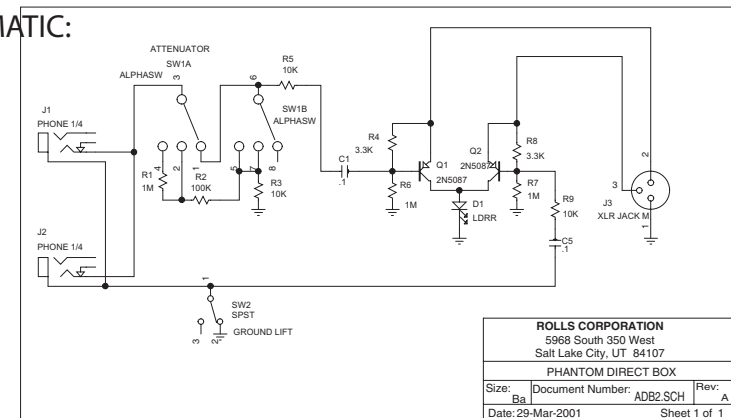 MATIC:
ATTENUATOR
SW1A
ALPHASW
3
6
R5
10K
SW1B
ALPHASW
J1
PHONE 1/4
4
2
1
5
7
8
R1
1M
R2
100K
R3
10K
C1
.1
R4
3.3K
R6
1M
Q1
2N5087
Q2
2N5087
D1
LDRR
R8
3.3K
R7
1M
R9
10K
C5
.1
2
3
1
J3
XLR JACK M
J2
PHONE 1/4
1
SW2
SPST
3
2
GROUND LIFT
ROLLS CORPORATION
5968 South 350 West
Salt Lake City, UT 84107
PHANTOM DIRECT BOX
Size: Ba
Document Number: ADB2.SCH
Rev: A
Date: 29-Mar-2001 Sheet 1 of 1